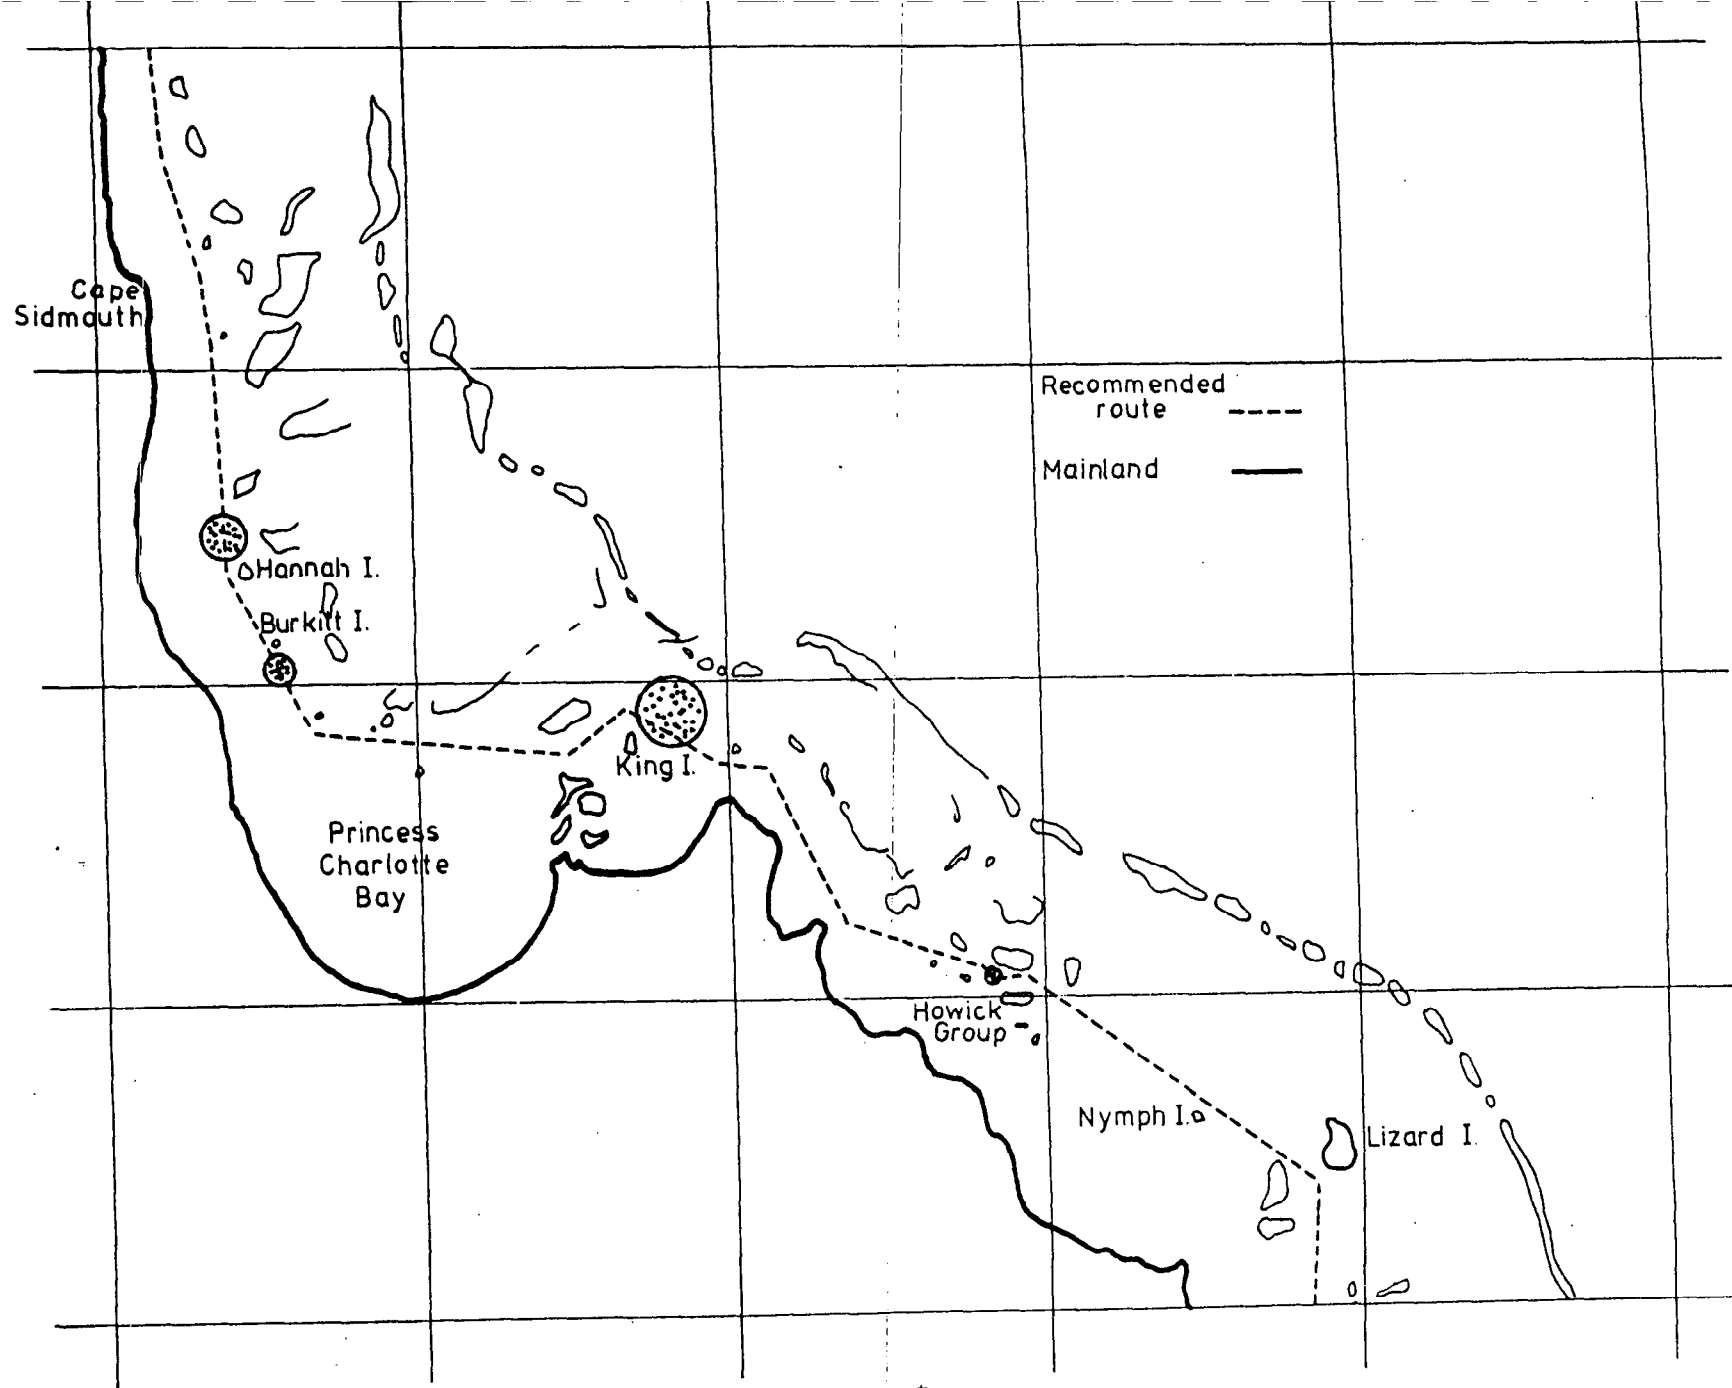 Cape
Sidmouth
Recommended
route
Mainland
Hannah I.
Burkitt I.
King I.
Princess
Charlotte
Bay
Howick
Group
Nymph I.
Lizard I.